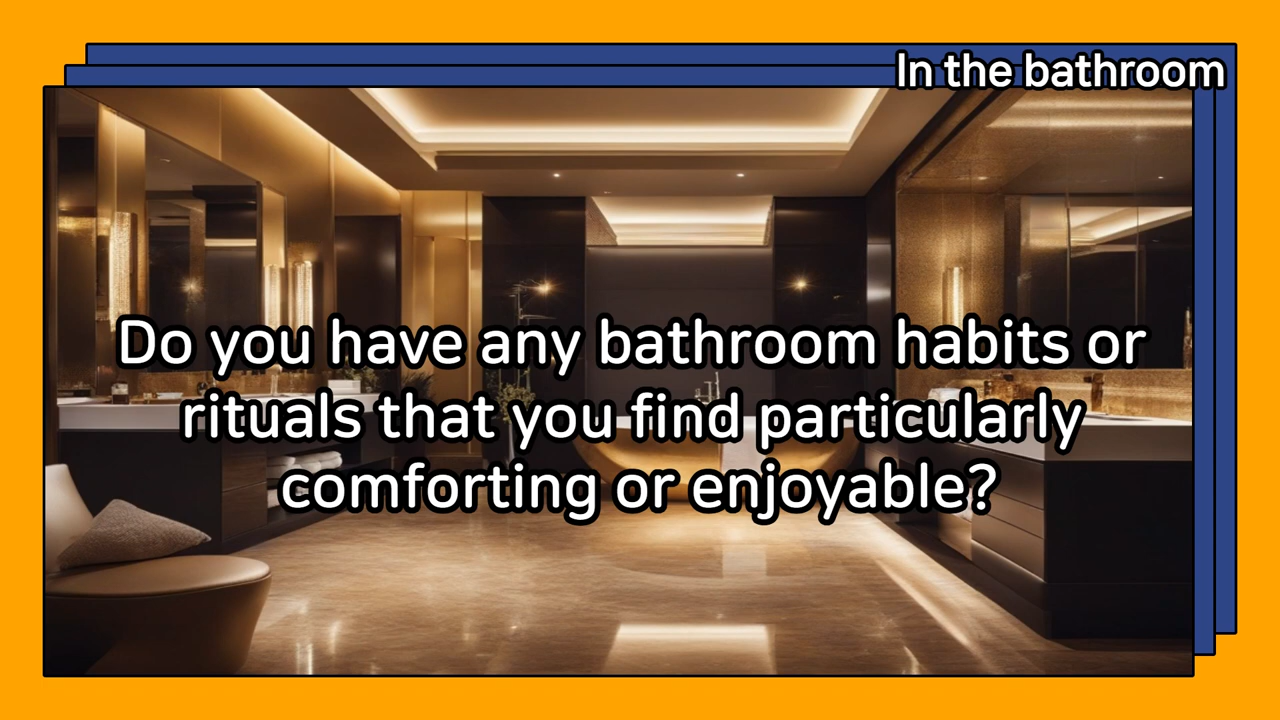 In the bathroom
Do you have any bathroom habits or
rituals that you find particularly
comforting or enjoyable?